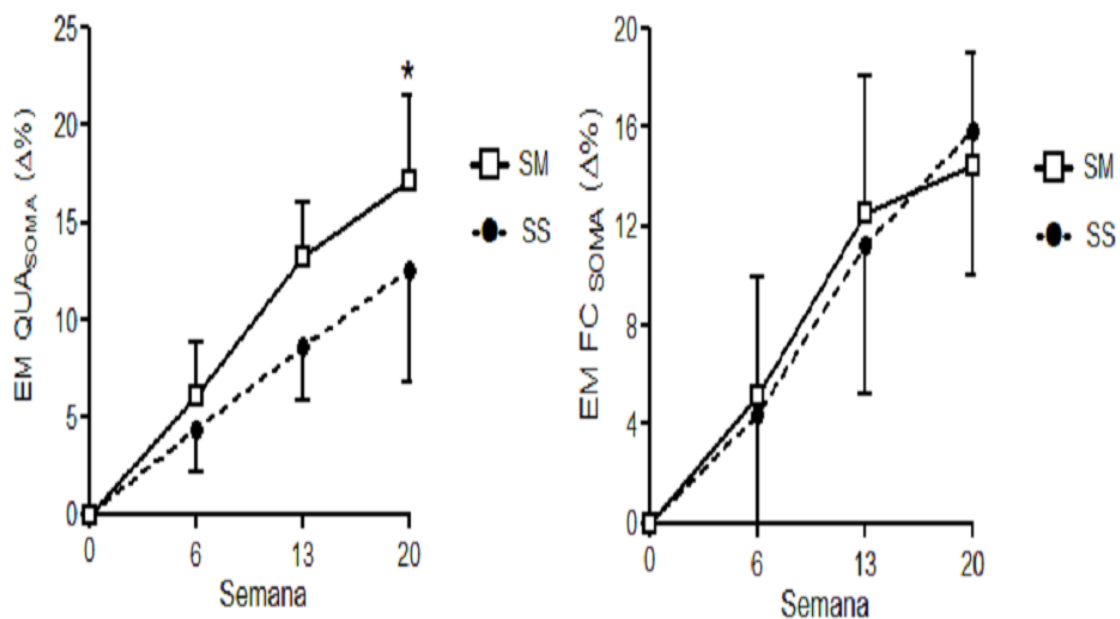 EM QUASOMA (Δ%)
25
20
15
10
5
0
*
0 6 13 20
Semana
SM
SS
EM FC SOMA (Δ%)
20
16
12
8
4
0
0 6 13 20
Semana
SM
SS